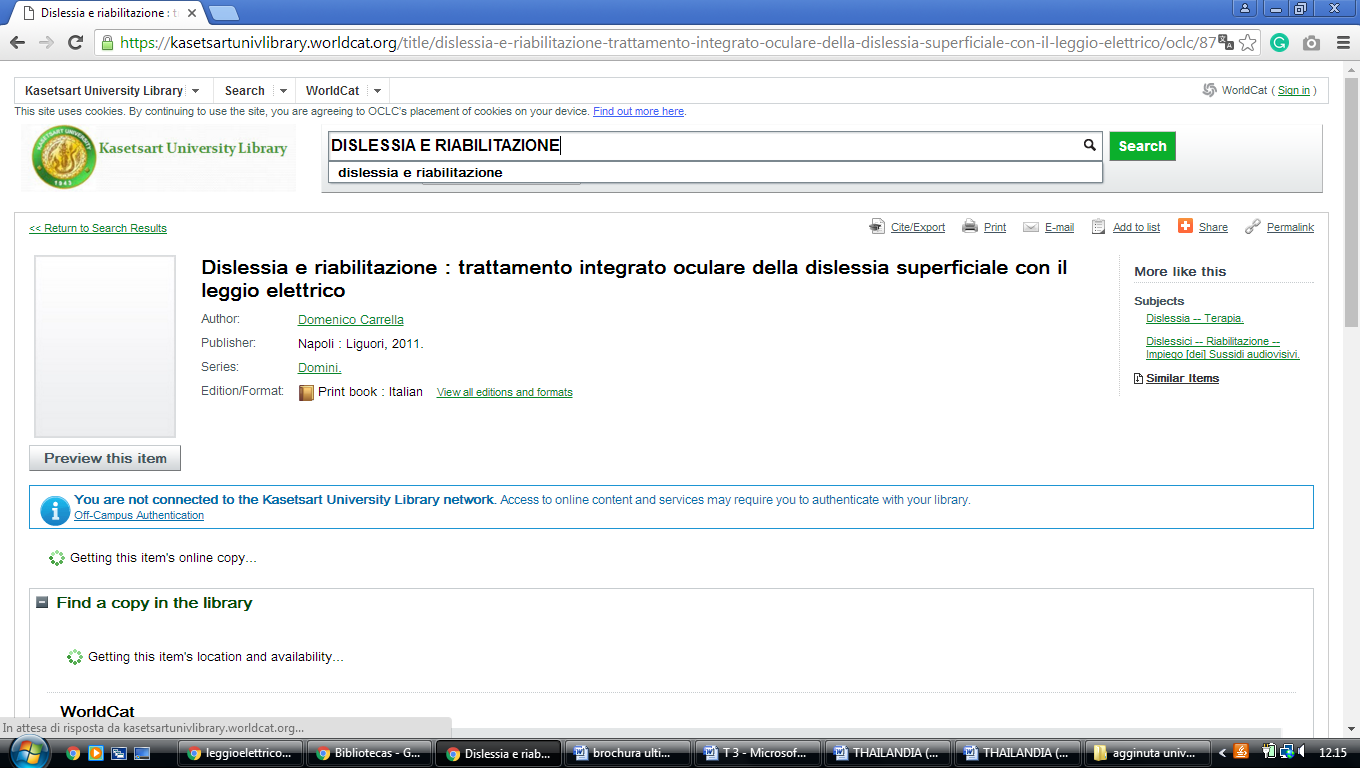 Dislessia e riabilitazione : t
https://kasetsartunivlibrary.worldcat.org/title/dislessia-e-riabilitazione-trattamento-integrato-oculare-della-dislessia-superficiale-con-il-leggio-elettrico/oclc/87
Kasetsart University Library Search WorldCat WorldCat ( Sign in )
This site uses cookies. By continuing to use the site, you are agreeing to OCLC's placement of cookies on your device. Find out more here.
KASETSART UNIVERSITY
1943
Kasetsart University Library
DISLESSIA E RIABILITAZIONE Search
dislessia e riabilitazione
<< Return to Search Results Cite/Export Print E-mail Add to list Share Permalink
Dislessia e riabilitazione : trattamento integrato oculare della dislessia superficiale con il
leggio elettrico
Author: Domenico Carrella
Publisher: Napoli : Liguori, 2011.
Series: Domini.
Edition/Format: Print book : Italian View all editions and formats
More like this
Subjects
Dislessia -- Terapia.
Dislessici -- Riabilitazione --
Impiego [dei] Sussidi audiovisivi.
Similar Items
Preview this item
You are not connected to the Kasetsart University Library network. Access to online content and services may require you to authenticate with your library.
Off-Campus Authentication
Getting this item's online copy...
Find a copy in the library
Getting this item's location and availability...
WorldCat
In attesa di risposta da kasetsartunivlibrary.worldcat.org...
leggioelettrico... Bibliotecas - G... Dislessia e riab... brochura ulti... T 3 - Microsof... THAILANDIA (... THAILANDIA (... agginuta univ... 12.15